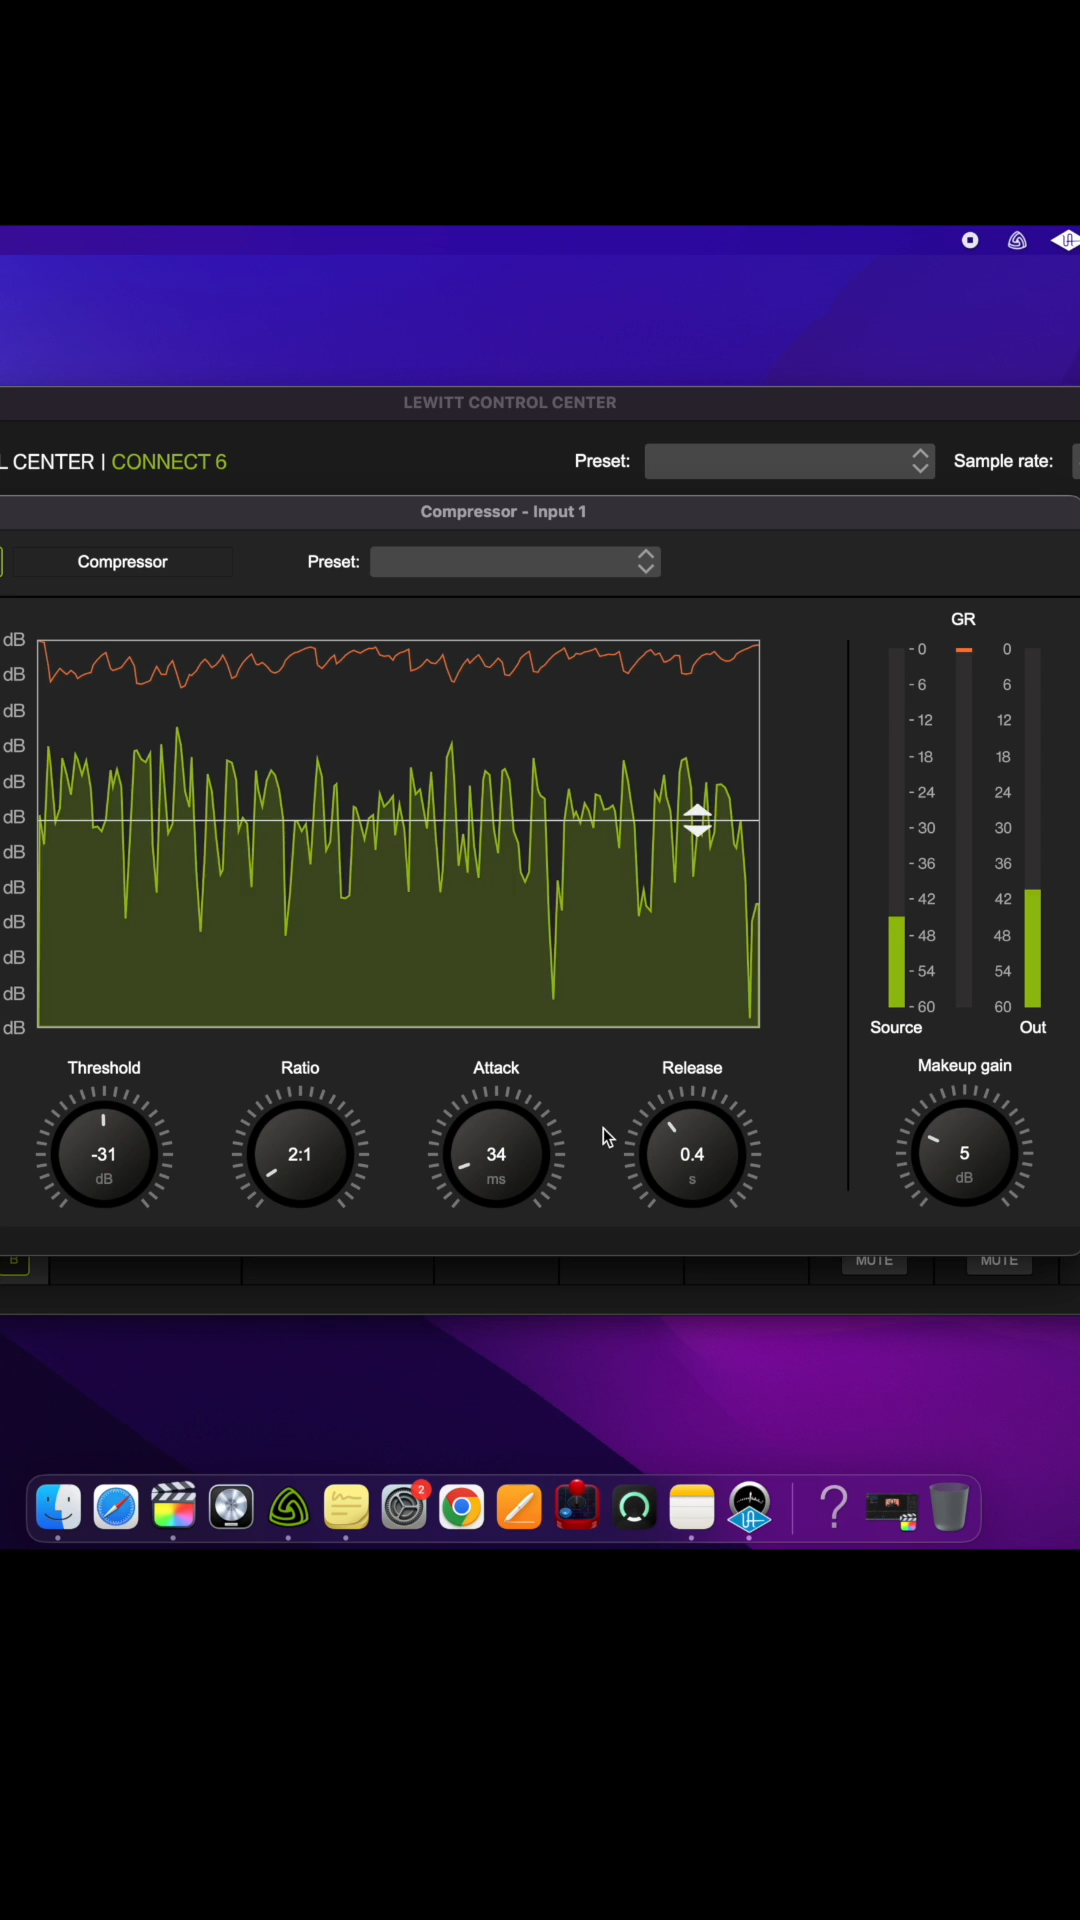 LEWITT CONTROL CENTER
L CENTER | CONNECT 6
Preset:
Sample rate:
Compressor - Input 1
Compressor
Preset:
GR
dB
dB
dB
dB
dB
dB
dB
dB
dB
dB
dB
dB
-0 0
-6 6
-12 12
-18 18
-24 24
-30 30
-36 36
-42 42
-48 48
-54 54
-60 60
Source Out
Threshold Ratio Attack Release Makeup gain
-31 2:1 34 0.4 5
dB ms s dB
B MUTE MUTE
2